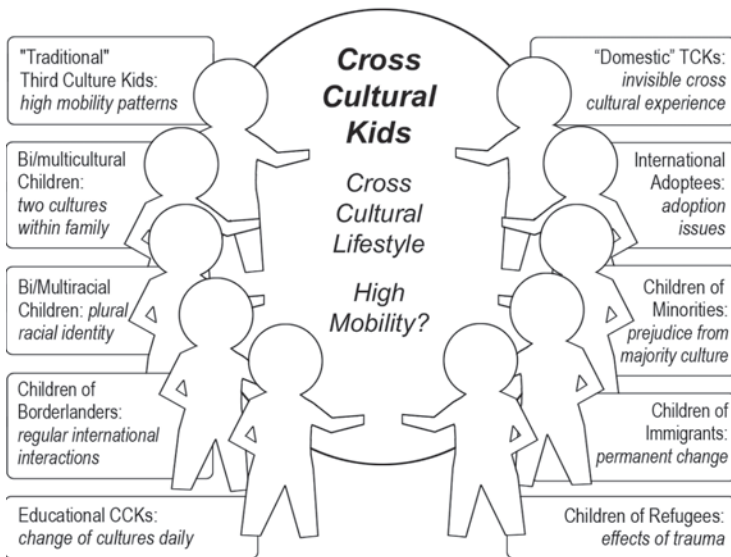 Cross
Cultural
Kids
Cross
Cultural
Lifestyle
High
Mobility?
"Traditional"
Third Culture Kids:
high mobility patterns
Bi/multicultural
Children:
two cultures
within family
Bi/Multiracial
Children: plural
racial identity
Children of
Borderlanders:
regular international
interactions
Educational CCKs:
change of cultures daily
“Domestic” TCKs:
invisible cross
cultural experience
International
Adoptees:
adoption
issues
Children of
Minorities:
prejudice from
majority culture
Children of
Immigrants:
permanent change
Children of Refugees:
effects of trauma